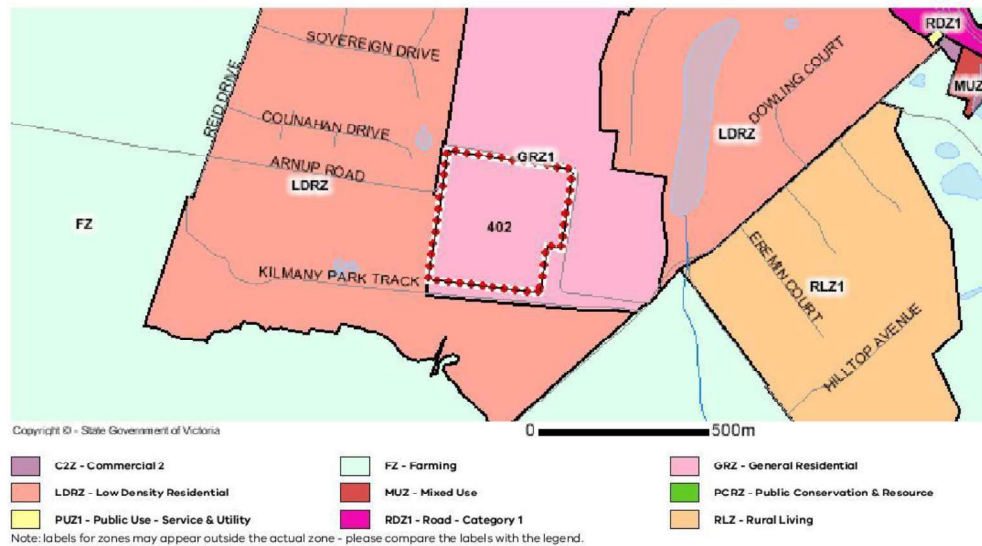 RDZ1
SOVEREIGN DRIVE
REID DRIVE
DOWLING COURT
MUZ
COUNAHAN DRIVE
LDRZ
GRZ1
ARNUP ROAD
LDRZ
FZ
402
EREMIN COURT
KILMANY PARK TRACK
RLZ1
HILLTOP AVENUE
Copyright © - State Government of Victoria
0 500m
C2Z - Commercial 2
FZ - Farming
GRZ - General Residential
LDRZ - Low Density Residential
MUZ - Mixed Use
PCRZ - Public Conservation & Resource
PUZ1 - Public Use - Service & Utility
RDZ1 - Road - Category 1
RLZ - Rural Living
Note: labels for zones may appear outside the actual zone - please compare the labels with the legend.